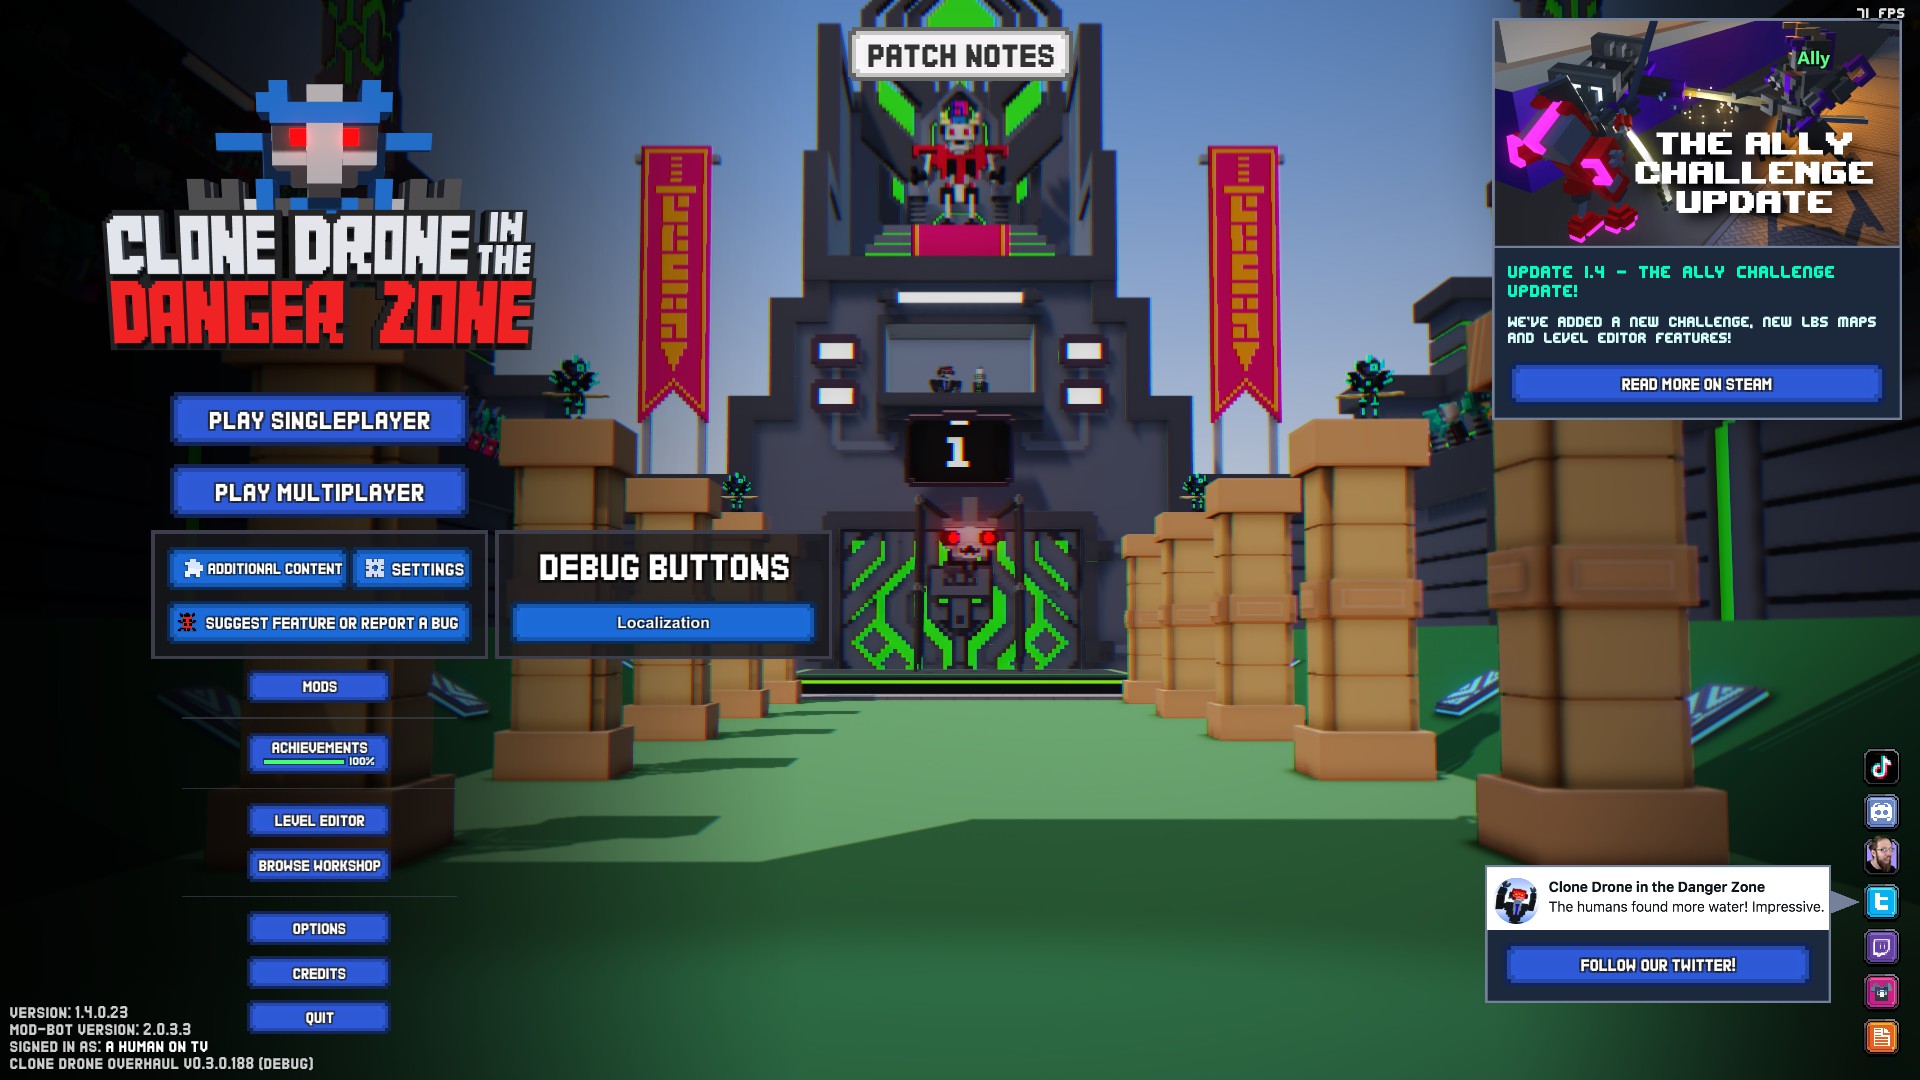 71 FPS
PATCH NOTES
Ally
THE ALLY
CHALLENGE
UPDATE
UPDATE 1.4 - THE ALLY CHALLENGE
UPDATE!
WE'VE ADDED A NEW CHALLENGE, NEW LBS MAPS
AND LEVEL EDITOR FEATURES!
READ MORE ON STEAM
CLONE DRONE IN THE
DANGER ZONE
PLAY SINGLEPLAYER
PLAY MULTIPLAYER
ADDITIONAL CONTENT
SETTINGS
SUGGEST FEATURE OR REPORT A BUG
DEBUG BUTTONS
Localization
1
MODS
ACHIEVEMENTS
100%
LEVEL EDITOR
BROWSE WORKSHOP
OPTIONS
CREDITS
QUIT
Clone Drone in the Danger Zone
The humans found more water! Impressive.
FOLLOW OUR TWITTER!
VERSION: 1.4.0.23
MOD-BOT VERSION: 2.0.3.3
SIGNED IN AS: A HUMAN ON TV
CLONE DRONE OVERHAUL V0.3.0.188 (DEBUG)